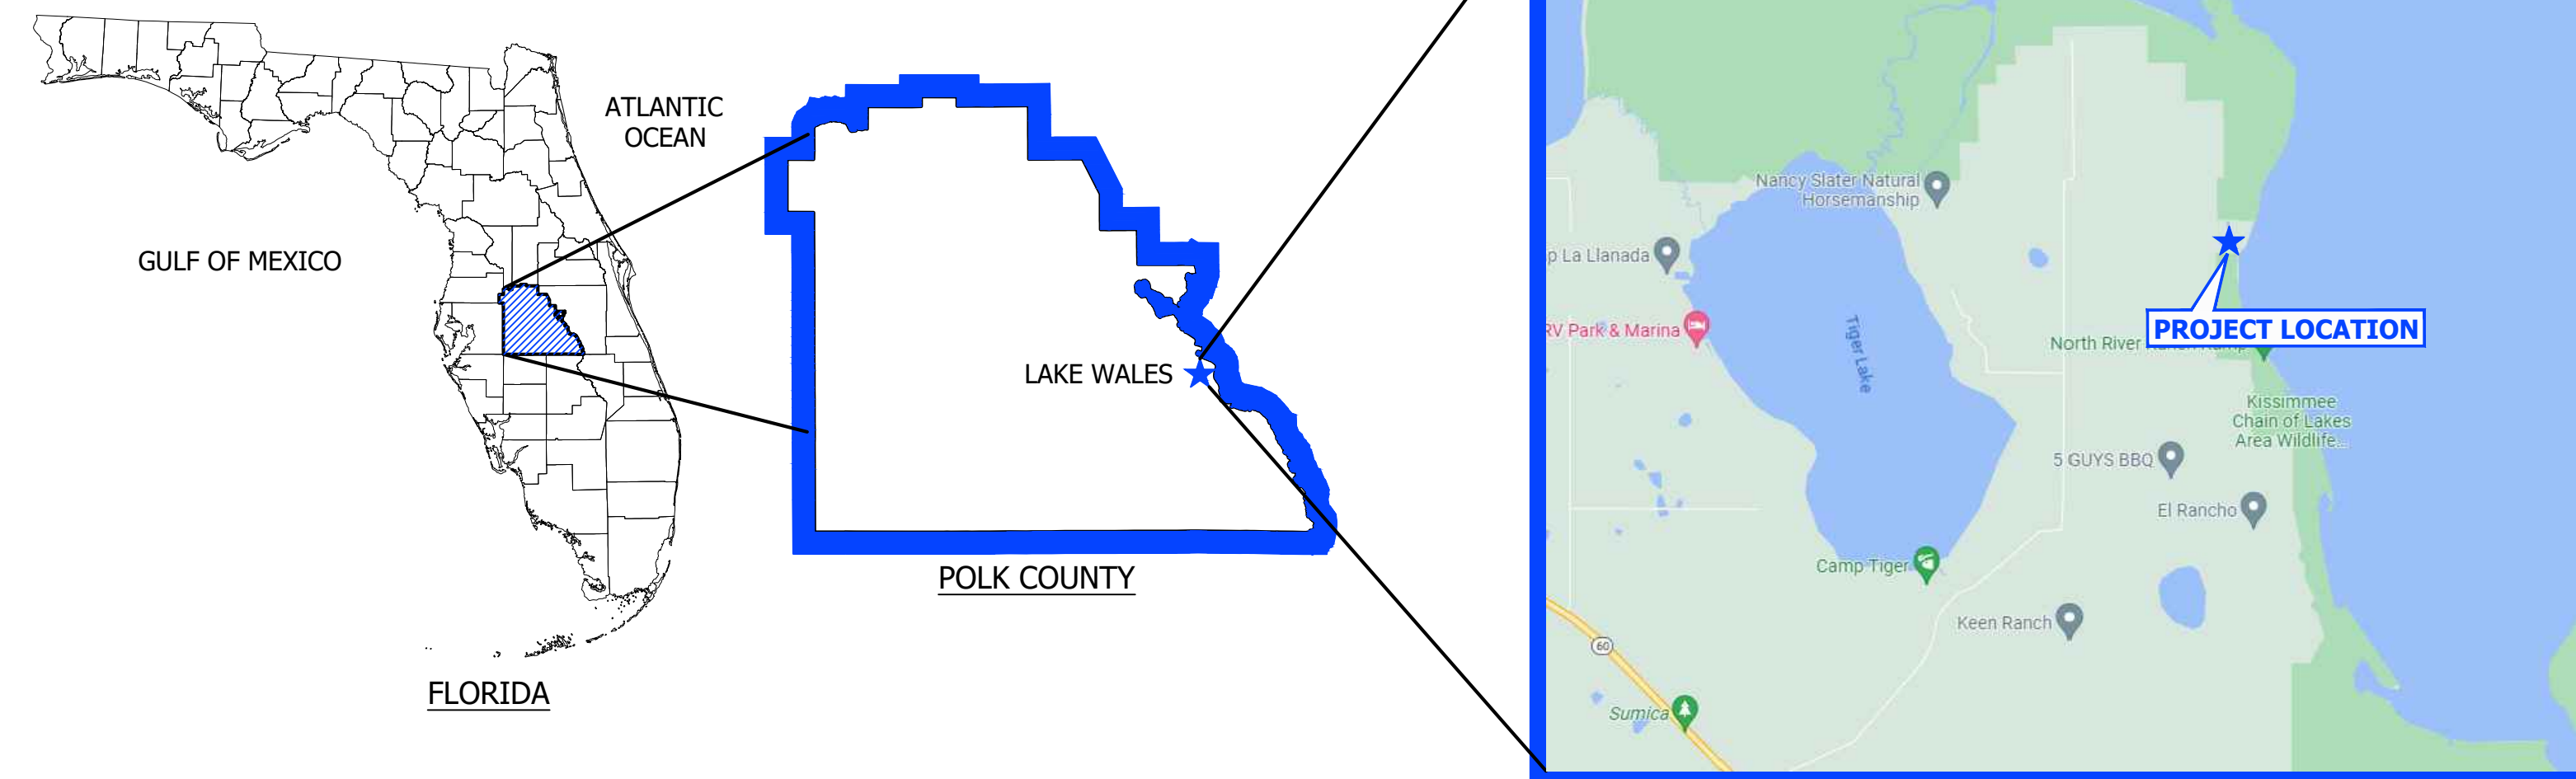 ATLANTIC
OCEAN
GULF OF MEXICO
FLORIDA
LAKE WALES
POLK COUNTY
Nancy Slater Natural
Horsemanship
La Llanada
RV Park & Marina
Tiger Lake
PROJECT LOCATION
North River
Kissimmee
Chain of Lakes
Area Wildlife...
5 GUYS BBQ
El Rancho
Camp Tiger
Keen Ranch
60
Sumica